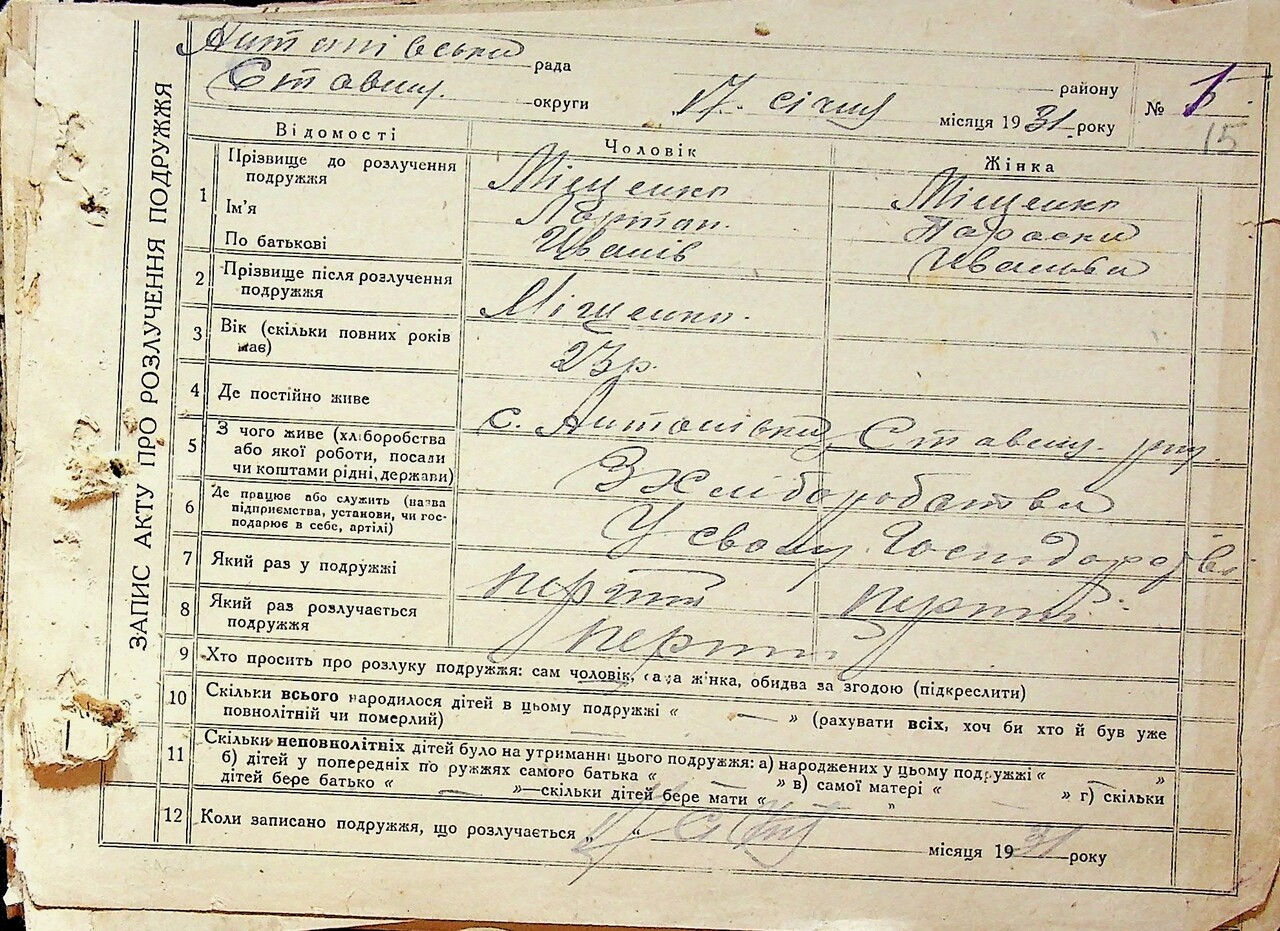 ЗАПИС АКТУ ПРО РОЗЛУЧЕННЯ ПОДРУЖЖЯ
Антонівська рада району
Ставищ. округи 17 січня місяця 1931 року
№ 1
15
Відомості Чоловік Жінка
1 Прізвище до розлучення подружжя Міщенко Міщенко
Ім'я Параски
По батькові Іванів Іванівна
2 Прізвище після розлучення подружжя Міщенко
3 Вік (скільки повних років має) 23 р.
4 Де постійно живе с. Антонівка, Ставищ. рну.
5 З чого живе (хліборобства або якої роботи, посади чи коштами рідні, держави) З хліборобства
6 Де працює або служить (назва підприємства, установи, чи господарює в себе, артілі) У свому господарстві
7 Який раз у подружжі перший перший
8 Який раз розлучається подружжя перший
9 Хто просить про розлуку подружжя: сам чоловік, сама жінка, обидва за згодою (підкреслити)
10 Скільки всього народилося дітей в цьому подружжі « — » (рахувати всіх, хоч би хто й був уже
повнолітній чи померлий)
11 Скільки неповнолітніх дітей було на утриманні цього подружжя: а) народжених у цьому подружжі « — »
б) дітей у попередніх подружжях самого батька « — » в) самої матері « — » г) скільки
дітей бере батько « — »—скільки дітей бере мати « »
12 Коли записано подружжя, що розлучається „ 17 “ січня місяця 1931 року